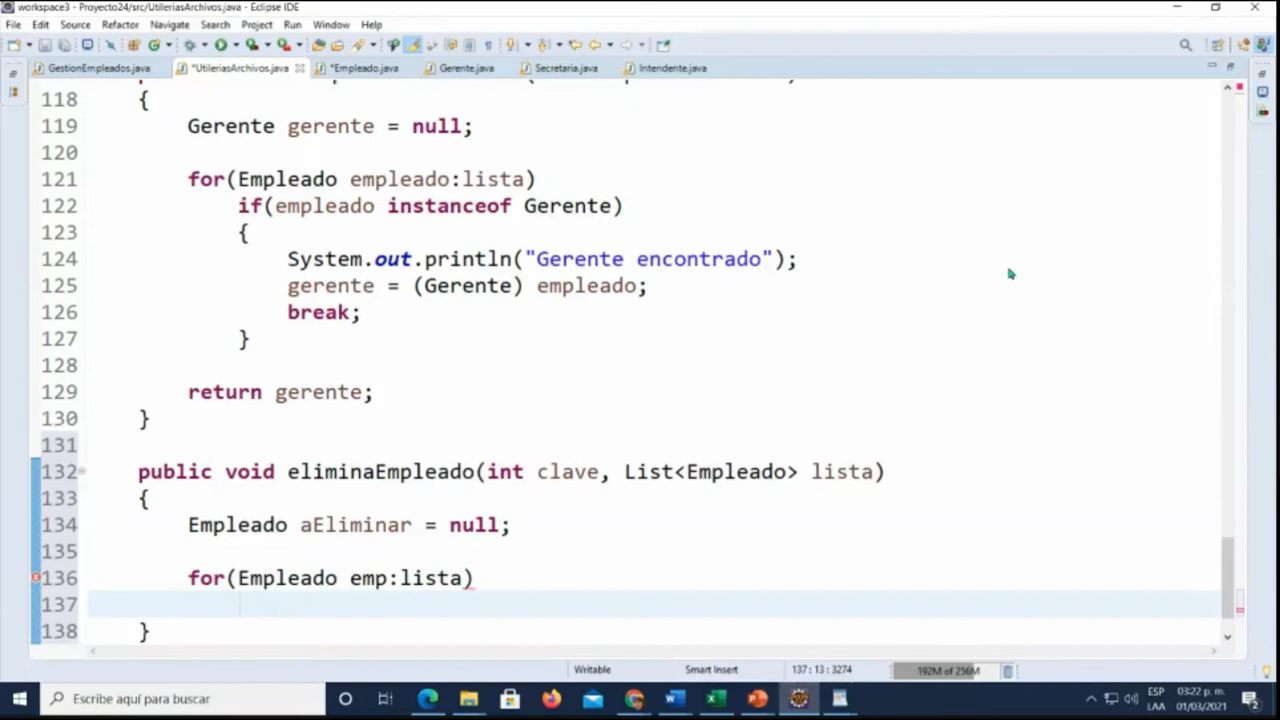 workspace3 - Proyecto24/src/UtileriasArchivos.java - Eclipse IDE
File Edit Source Refactor Navigate Search Project Run Window Help
GestionEmpleados.java *UtileriasArchivos.java *Empleado.java Gerente.java Secretaria.java Intendente.java
118 {
119 Gerente gerente = null;
120
121 for(Empleado empleado:lista)
122 if(empleado instanceof Gerente)
123 {
124 System.out.println("Gerente encontrado");
125 gerente = (Gerente) empleado;
126 break;
127 }
128
129 return gerente;
130 }
131
132 public void eliminaEmpleado(int clave, List<Empleado> lista)
133 {
134 Empleado aEliminar = null;
135
136 for(Empleado emp:lista)
137
138 }
Writable Smart Insert 137 : 13 : 3274 192M of 256M
Escribe aquí para buscar
ESP 03:22 p. m.
LAA 01/03/2021
2